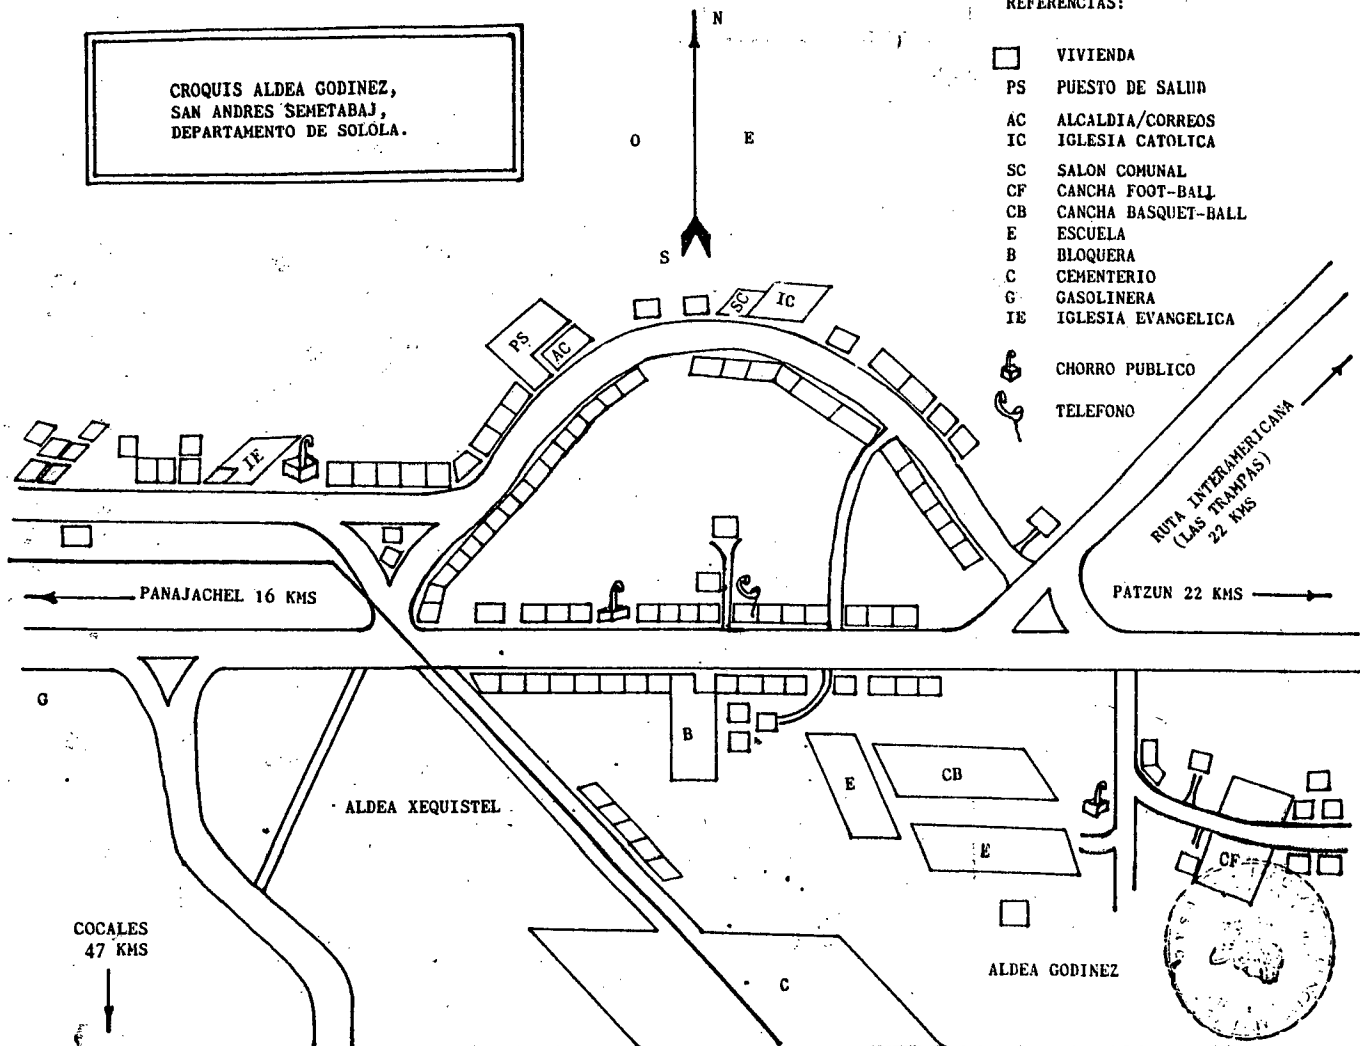 REFERENCIAS:
N
CROQUIS ALDEA GODINEZ,
SAN ANDRES SEMETABAJ,
DEPARTAMENTO DE SOLOLA.
O
E
S
VIVIENDA
PS PUESTO DE SALUD
AC ALCALDIA/CORREOS
IC IGLESIA CATOLICA
SC SALON COMUNAL
CF CANCHA FOOT-BALL
CB CANCHA BASQUET-BALL
E ESCUELA
B BLOQUERA
C CEMENTERIO
G GASOLINERA
IE IGLESIA EVANGELICA
CHORRO PUBLICO
TELEFONO
SC
IC
PS
AC
IE
RUTA INTERAMERICANA
(LAS TRAMPAS)
22 KMS
PANAJACHEL 16 KMS
PATZUN 22 KMS
G
B
E
CB
ALDEA XEQUISTEL
E
CF
COCALES
47 KMS
C
ALDEA GODINEZ